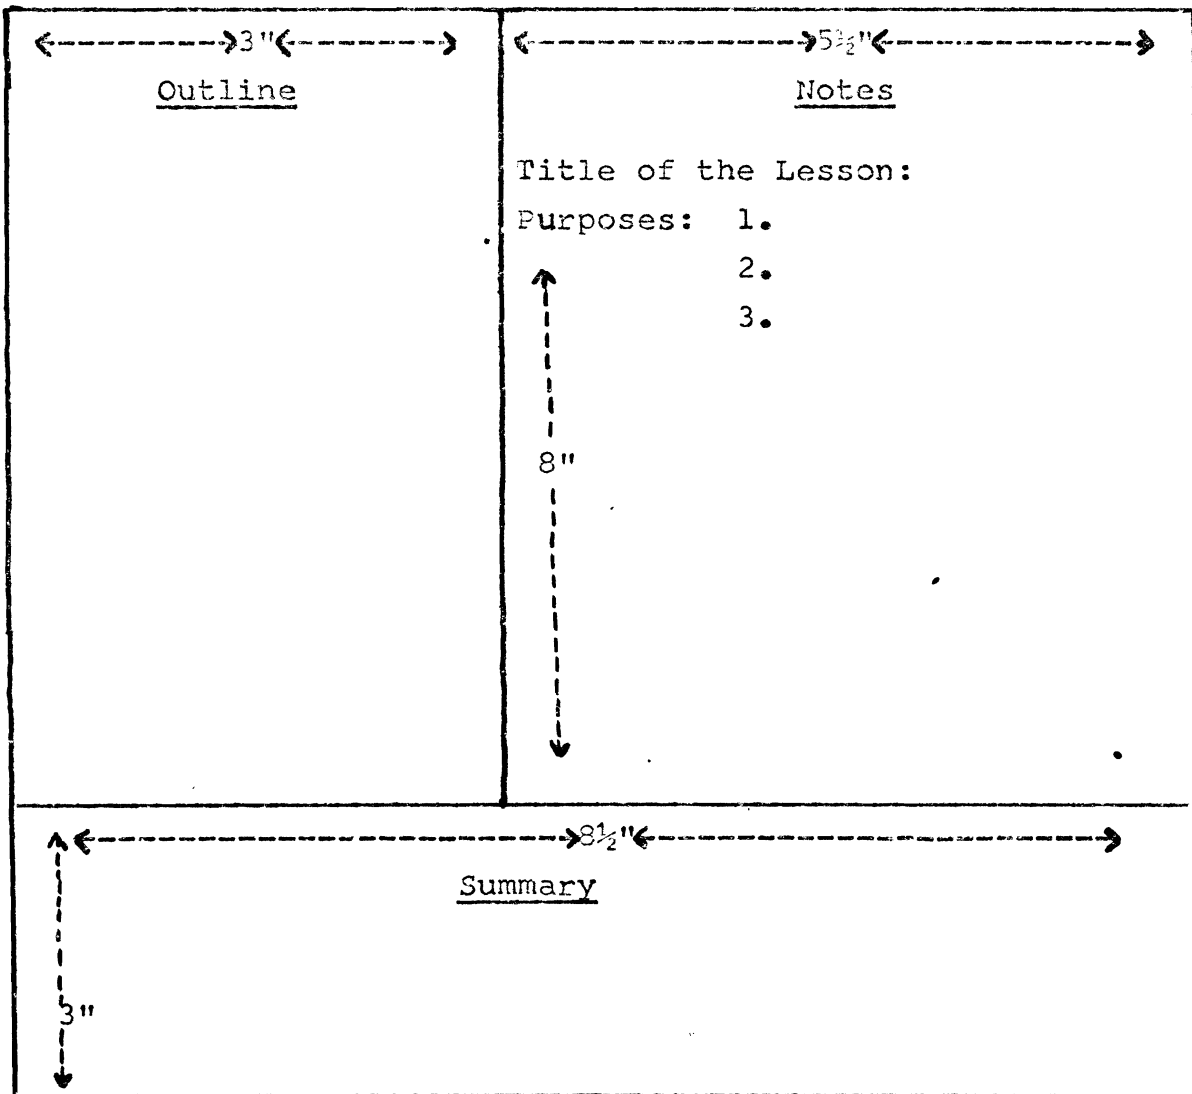 3" 5½"
Outline Notes
Title of the Lesson:
Purposes: 1.
2.
3.
8"
8½"
Summary
3"